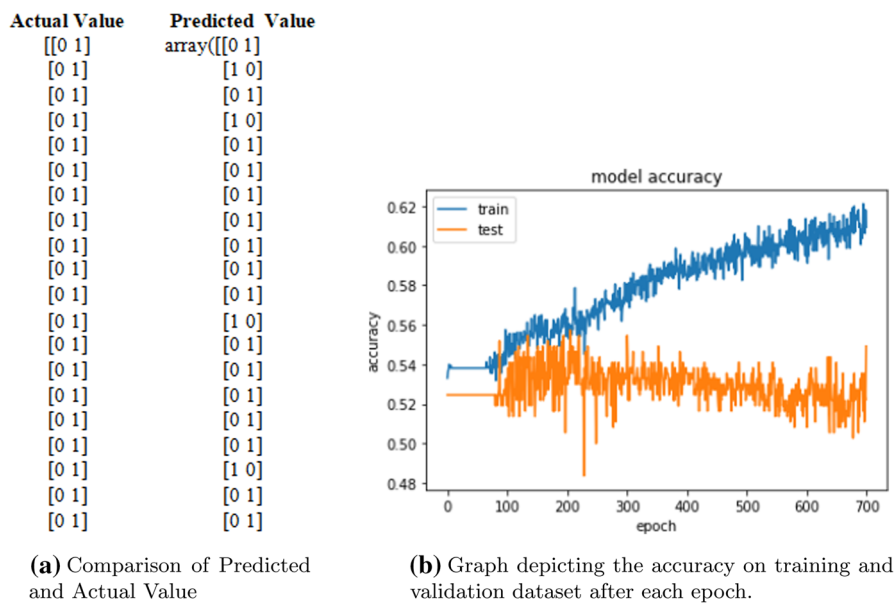 Actual Value Predicted Value
[[0 1] array([[0 1]
[0 1] [1 0]
[0 1] [0 1]
[0 1] [1 0]
[0 1] [0 1]
[0 1] [0 1]
[0 1] [0 1]
[0 1] [0 1]
[0 1] [0 1]
[0 1] [0 1]
[0 1] [0 1]
[0 1] [1 0]
[0 1] [0 1]
[0 1] [0 1]
[0 1] [0 1]
[0 1] [0 1]
[0 1] [0 1]
[0 1] [1 0]
[0 1] [0 1]
[0 1] [0 1]
(a) Comparison of Predicted
and Actual Value
model accuracy
train
test
accuracy
0.62
0.60
0.58
0.56
0.54
0.52
0.50
0.48
0 100 200 300 400 500 600 700
epoch
(b) Graph depicting the accuracy on training and
validation dataset after each epoch.